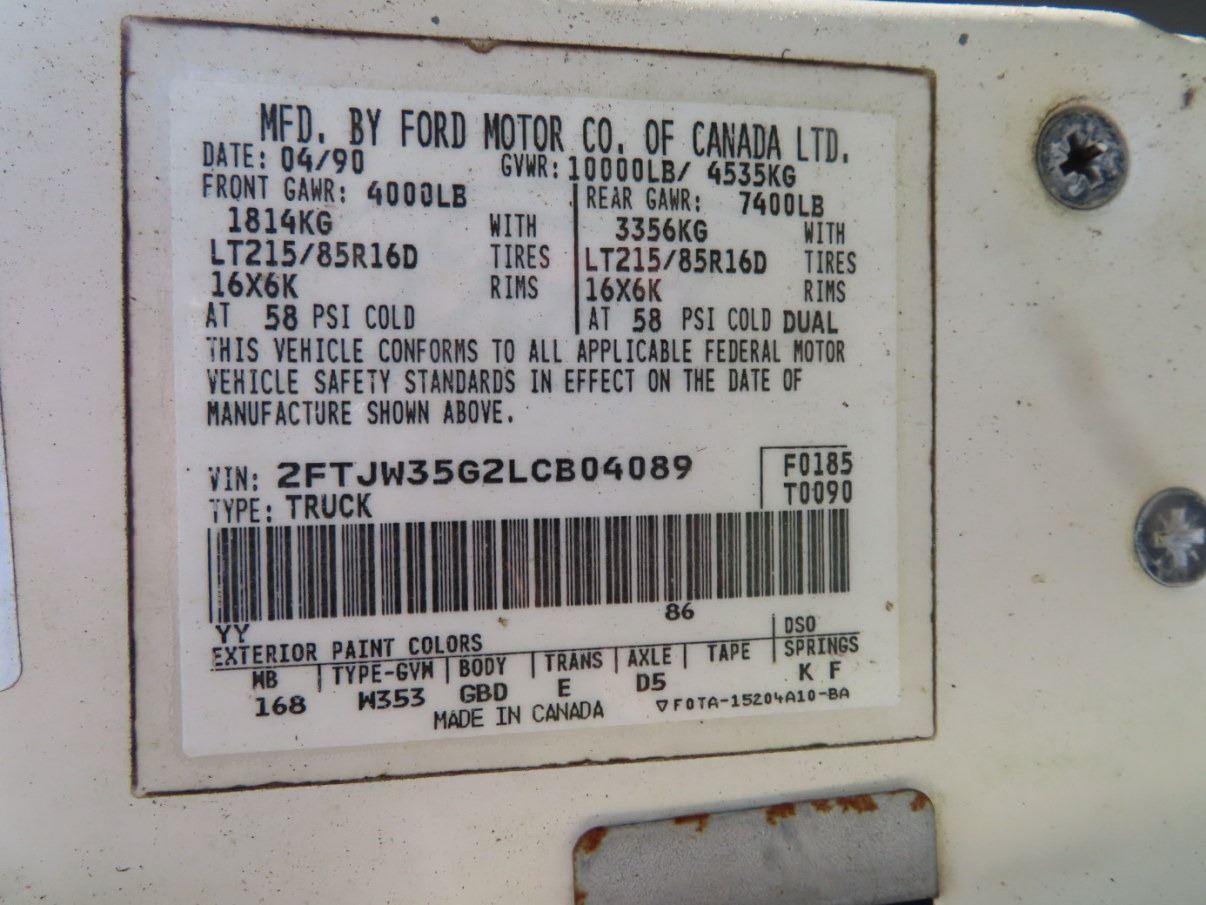 MFD. BY FORD MOTOR CO. OF CANADA LTD.
DATE: 04/90 GVWR: 10000LB/ 4535KG
FRONT GAWR: 4000LB REAR GAWR: 7400LB
1814KG WITH 3356KG WITH
LT215/85R16D TIRES LT215/85R16D TIRES
16X6K RIMS 16X6K RIMS
AT 58 PSI COLD AT 58 PSI COLD DUAL
THIS VEHICLE CONFORMS TO ALL APPLICABLE FEDERAL MOTOR
VEHICLE SAFETY STANDARDS IN EFFECT ON THE DATE OF
MANUFACTURE SHOWN ABOVE.
VIN: 2FTJW35G2LCB04089 F0185
TYPE: TRUCK T0090
YY 86
EXTERIOR PAINT COLORS DSO
WB TYPE-GVW BODY TRANS AXLE TAPE SPRINGS
168 W353 GBD E D5 K F
MADE IN CANADA ▽F0TA-15204A10-BA